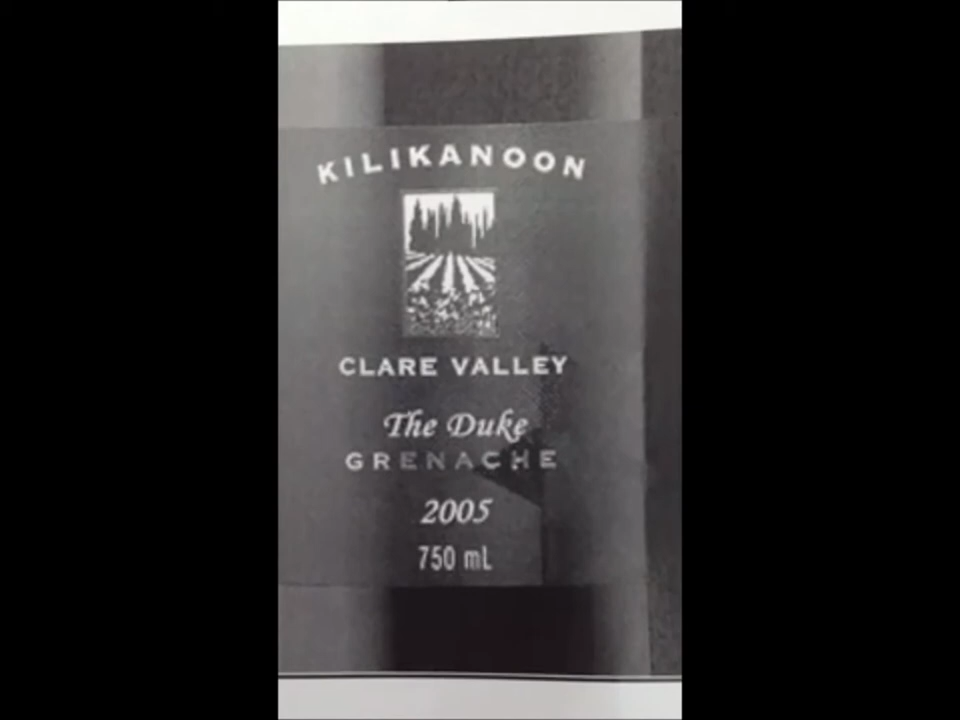 KILIKANOON
CLARE VALLEY
The Duke
GRENACHE
2005
750 mL